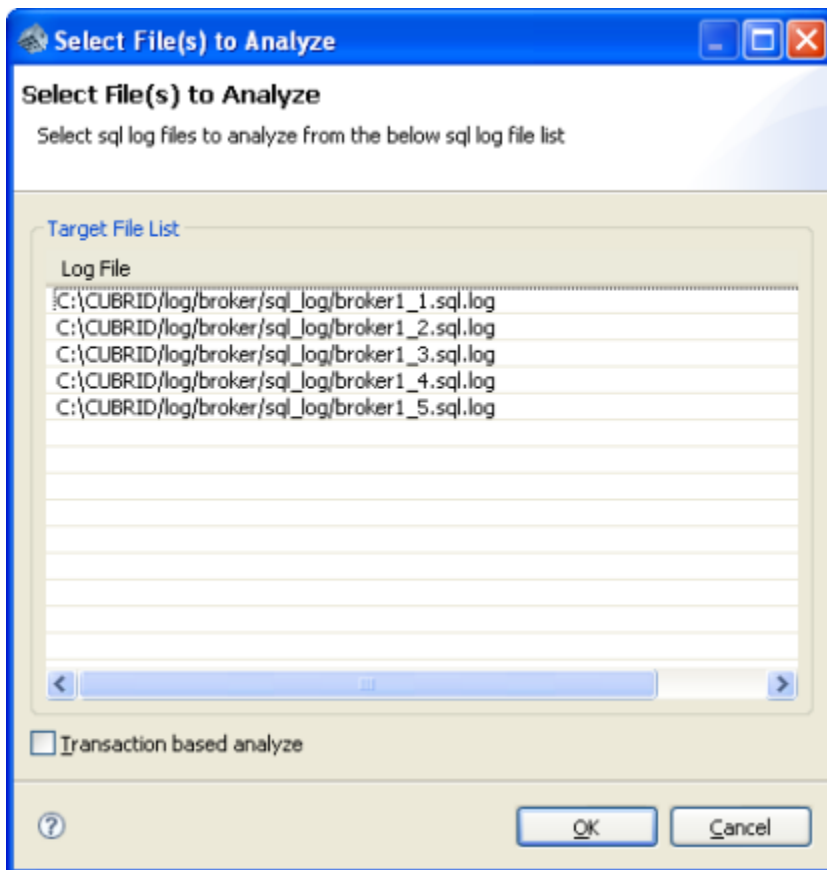 Select File(s) to Analyze
Select File(s) to Analyze
Select sql log files to analyze from the below sql log file list
Target File List
Log File
C:\CUBRID/log/broker/sql_log/broker1_1.sql.log
C:\CUBRID/log/broker/sql_log/broker1_2.sql.log
C:\CUBRID/log/broker/sql_log/broker1_3.sql.log
C:\CUBRID/log/broker/sql_log/broker1_4.sql.log
C:\CUBRID/log/broker/sql_log/broker1_5.sql.log
Transaction based analyze
OK Cancel